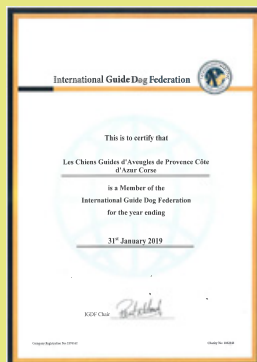 International Guide Dog Federation
This is to certify that
Les Chiens Guides d'Aveugles de Provence Côte
d'Azur Corse
is a Member of the
International Guide Dog Federation
for the year ending
31st January 2019
IGDF Chair